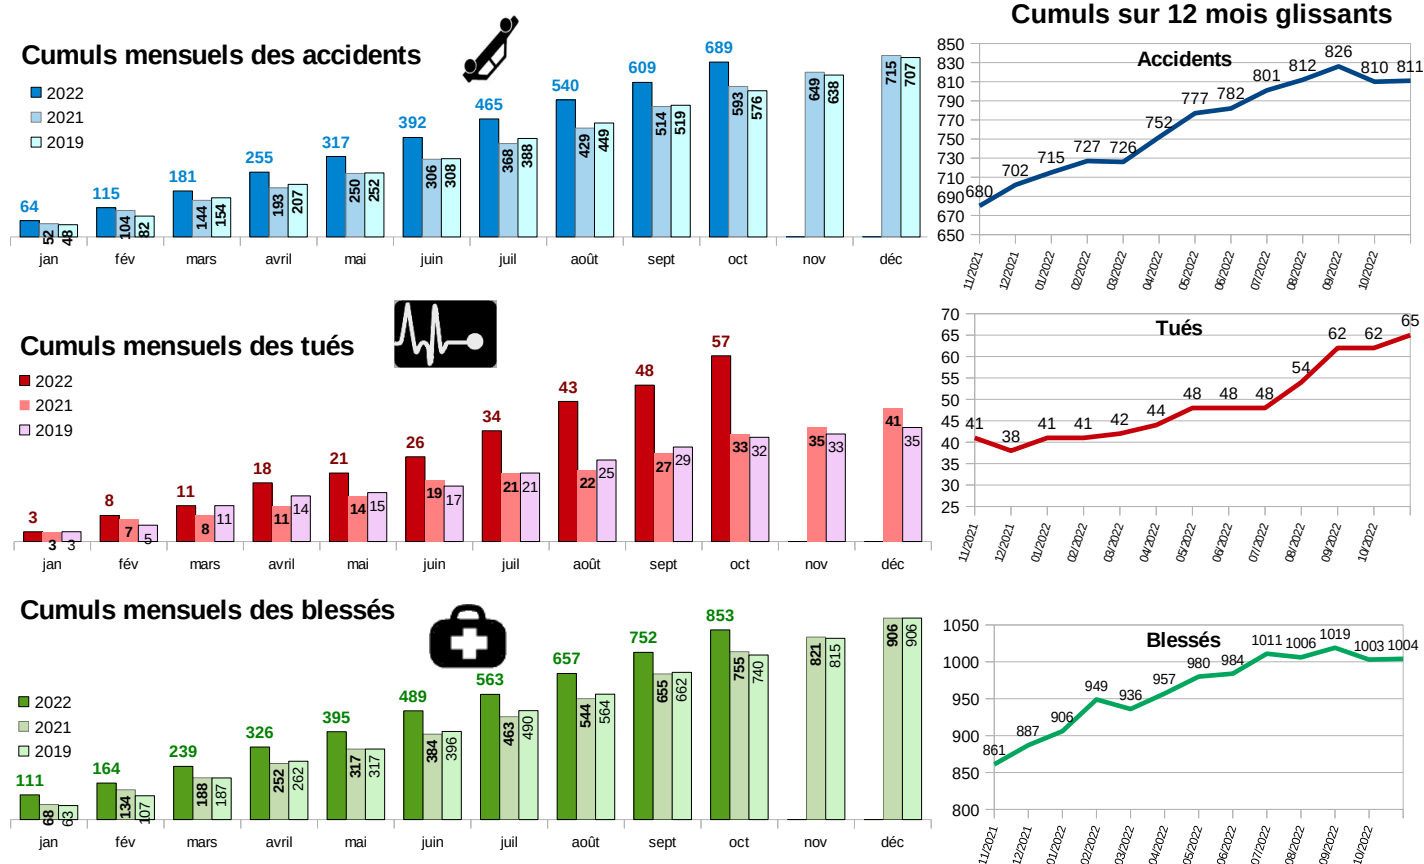 Cumuls sur 12 mois glissants
Cumuls mensuels des accidents
2022
2021
2019
64 115 181 255 317 392 465 540 609 689
52 104 144 193 250 306 368 429 514 593 649 715
48 82 154 207 252 308 388 449 519 576 638 707
jan fév mars avril mai juin juil août sept oct nov déc
Accidents
850
830
810
790
770
750
730
710
690
670
650
680 702 715 727 726 752 777 782 801 812 826 810 811
11/2021 12/2021 01/2022 02/2022 03/2022 04/2022 05/2022 06/2022 07/2022 08/2022 09/2022 10/2022
Cumuls mensuels des tués
2022
2021
2019
3 8 11 18 21 26 34 43 48 57
3 7 8 11 14 19 21 22 27 33 35 41
3 5 11 14 15 17 21 25 29 32 33 35
jan fév mars avril mai juin juil août sept oct nov déc
Tués
70
65
60
55
50
45
40
35
30
25
41 38 41 41 42 44 48 48 48 54 62 62 65
11/2021 12/2021 01/2022 02/2022 03/2022 04/2022 05/2022 06/2022 07/2022 08/2022 09/2022 10/2022
Cumuls mensuels des blessés
2022
2021
2019
111 164 239 326 395 489 563 657 752 853
68 134 188 252 317 384 463 544 655 755 821 906
63 107 187 262 317 396 490 564 662 740 815 906
jan fév mars avril mai juin juil août sept oct nov déc
Blessés
1050
1000
950
900
850
800
861 887 906 949 936 957 980 984 1011 1006 1019 1003 1004
11/2021 12/2021 01/2022 02/2022 03/2022 04/2022 05/2022 06/2022 07/2022 08/2022 09/2022 10/2022